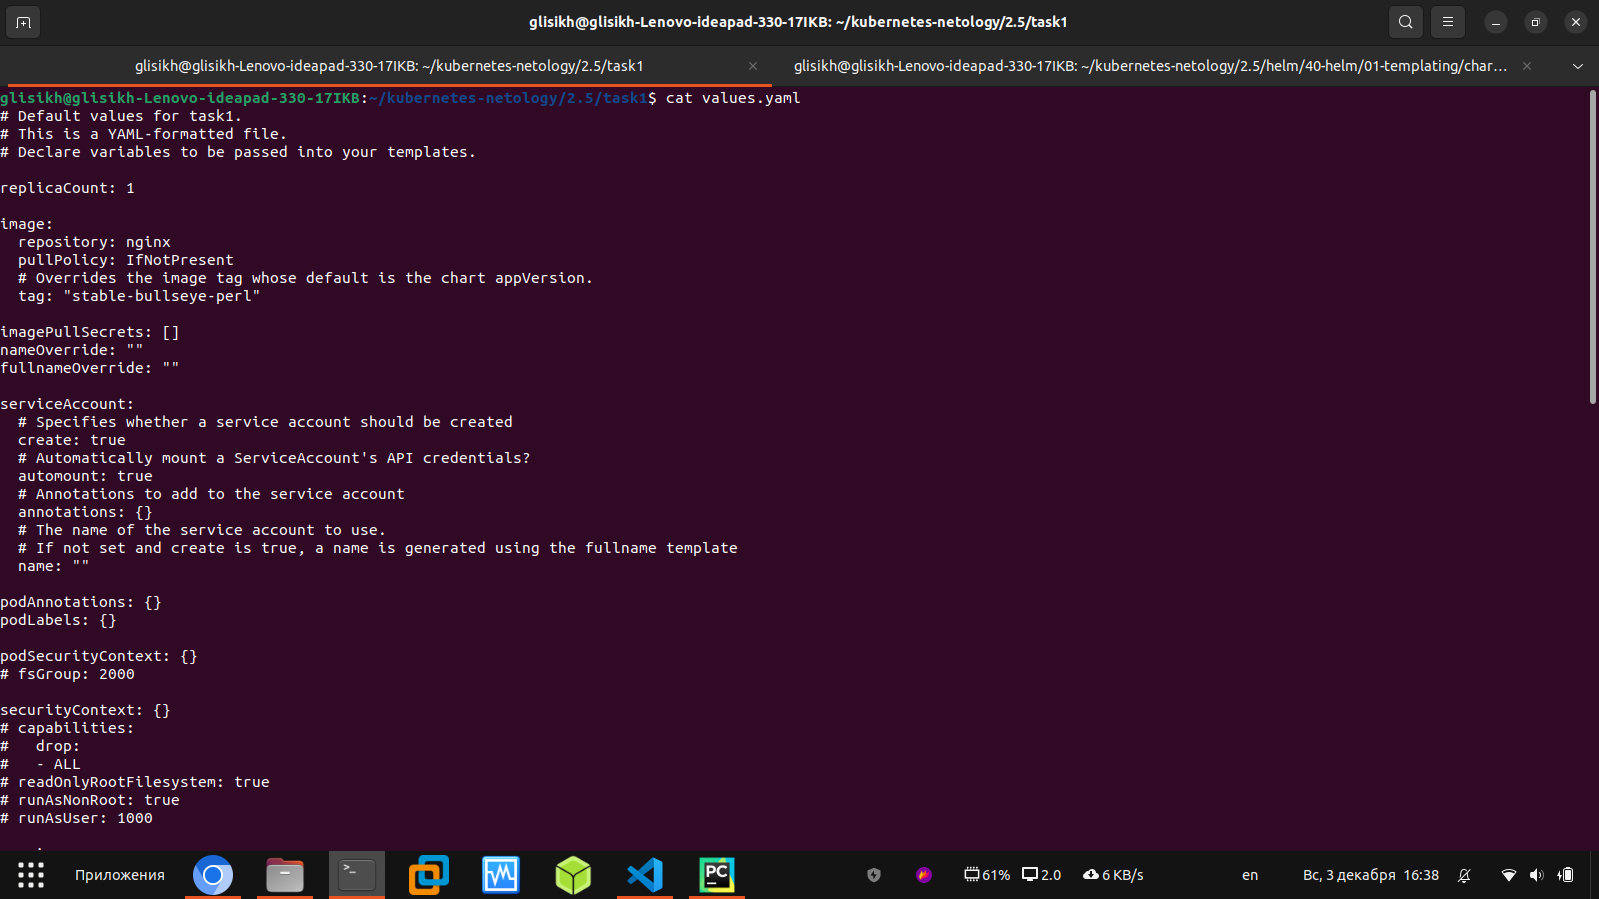 glisikh@glisikh-Lenovo-ideapad-330-17IKB: ~/kubernetes-netology/2.5/task1
glisikh@glisikh-Lenovo-ideapad-330-17IKB: ~/kubernetes-netology/2.5/task1
glisikh@glisikh-Lenovo-ideapad-330-17IKB: ~/kubernetes-netology/2.5/helm/40-helm/01-templating/char...
glisikh@glisikh-Lenovo-ideapad-330-17IKB:~/kubernetes-netology/2.5/task1$ cat values.yaml
# Default values for task1.
# This is a YAML-formatted file.
# Declare variables to be passed into your templates.

replicaCount: 1

image:
  repository: nginx
  pullPolicy: IfNotPresent
  # Overrides the image tag whose default is the chart appVersion.
  tag: "stable-bullseye-perl"

imagePullSecrets: []
nameOverride: ""
fullnameOverride: ""

serviceAccount:
  # Specifies whether a service account should be created
  create: true
  # Automatically mount a ServiceAccount's API credentials?
  automount: true
  # Annotations to add to the service account
  annotations: {}
  # The name of the service account to use.
  # If not set and create is true, a name is generated using the fullname template
  name: ""

podAnnotations: {}
podLabels: {}

podSecurityContext: {}
# fsGroup: 2000

securityContext: {}
# capabilities:
#   drop:
#   - ALL
# readOnlyRootFilesystem: true
# runAsNonRoot: true
# runAsUser: 1000

Приложения
>_
PC
61%
2.0
6 KB/s
en
Вс, 3 декабря 16:38